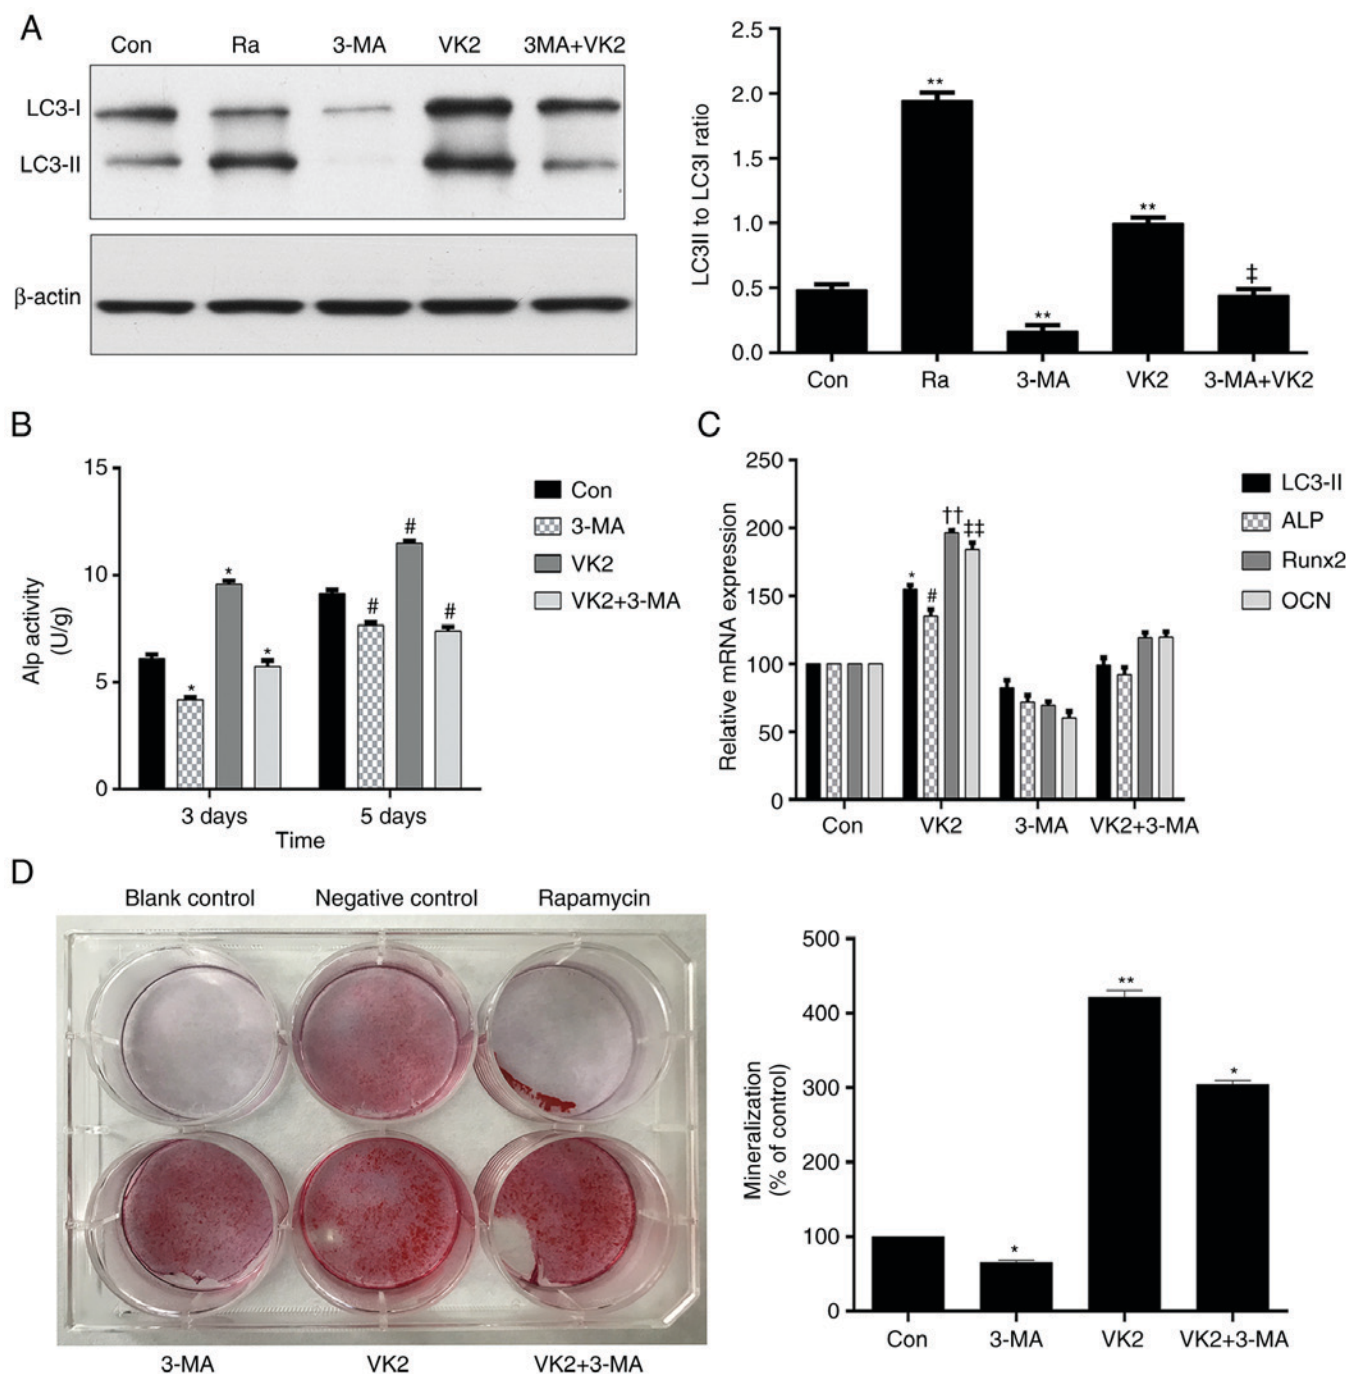 A
Con Ra 3-MA VK2 3MA+VK2
LC3-I
LC3-II
β-actin
LC3II to LC3I ratio
2.5
2.0
1.5
1.0
0.5
0.0
**
**
**
‡
Con Ra 3-MA VK2 3-MA+VK2
B
Alp activity
(U/g)
15
10
5
0
*
*
*
#
#
#
3 days 5 days
Time
Con
3-MA
VK2
VK2+3-MA
C
Relative mRNA expression
250
200
150
100
50
0
*
#
††
‡‡
Con VK2 3-MA VK2+3-MA
LC3-II
ALP
Runx2
OCN
D
Blank control Negative control Rapamycin
3-MA VK2 VK2+3-MA
Mineralization
(% of control)
500
400
300
200
100
0
*
**
*
Con 3-MA VK2 VK2+3-MA